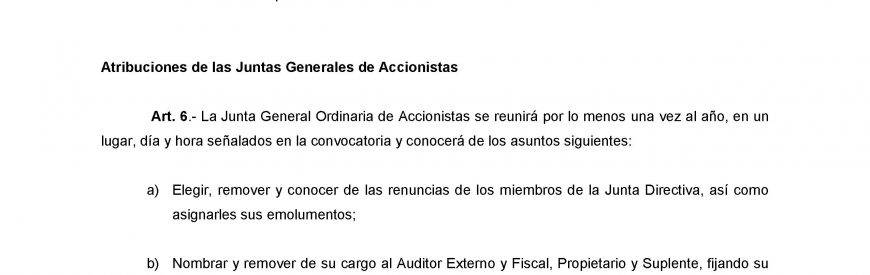 Atribuciones de las Juntas Generales de Accionistas
Art. 6.- La Junta General Ordinaria de Accionistas se reunirá por lo menos una vez al año, en un
lugar, día y hora señalados en la convocatoria y conocerá de los asuntos siguientes:
a) Elegir, remover y conocer de las renuncias de los miembros de la Junta Directiva, así como
asignarles sus emolumentos;
b) Nombrar y remover de su cargo al Auditor Externo y Fiscal, Propietario y Suplente, fijando su